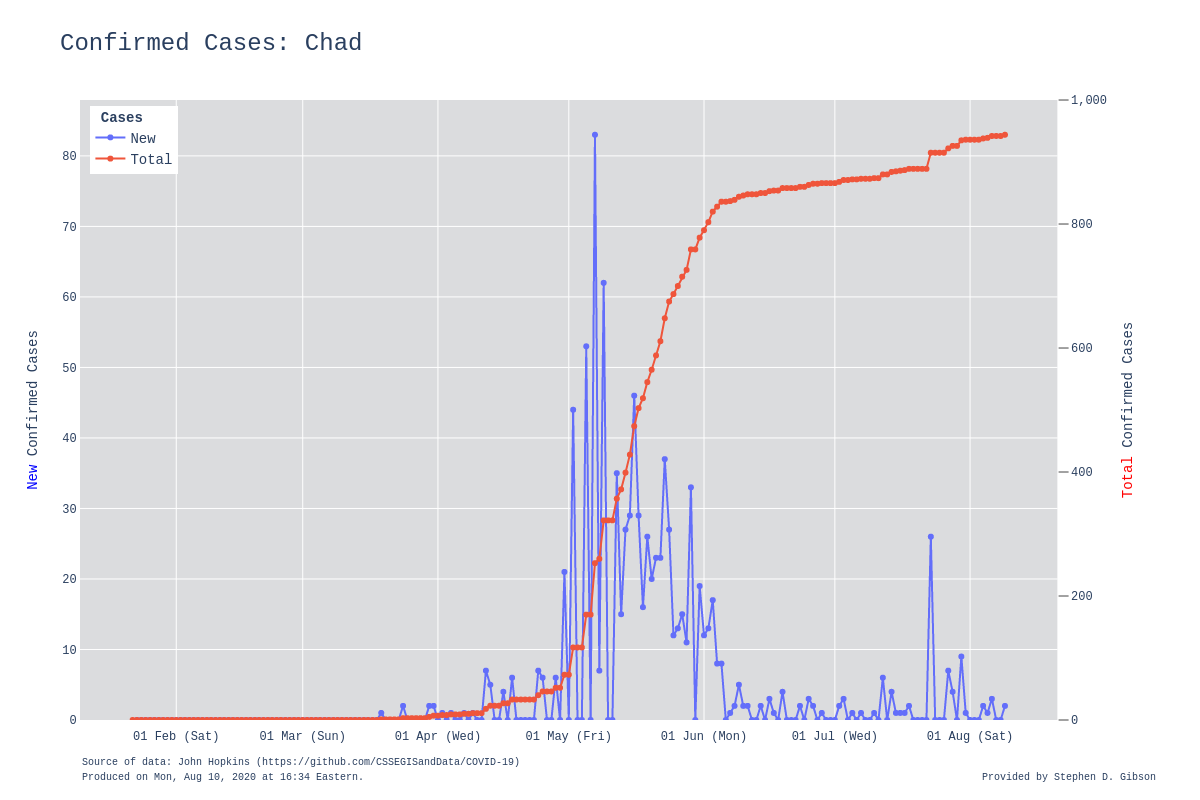 Confirmed Cases: Chad
Cases
New
Total
80
70
60
50
40
30
20
10
0
1,000
800
600
400
200
0
New Confirmed Cases
Total Confirmed Cases
01 Feb (Sat)
01 Mar (Sun)
01 Apr (Wed)
01 May (Fri)
01 Jun (Mon)
01 Jul (Wed)
01 Aug (Sat)
Source of data: John Hopkins (https://github.com/CSSEGISandData/COVID-19)
Produced on Mon, Aug 10, 2020 at 16:34 Eastern.
Provided by Stephen D. Gibson